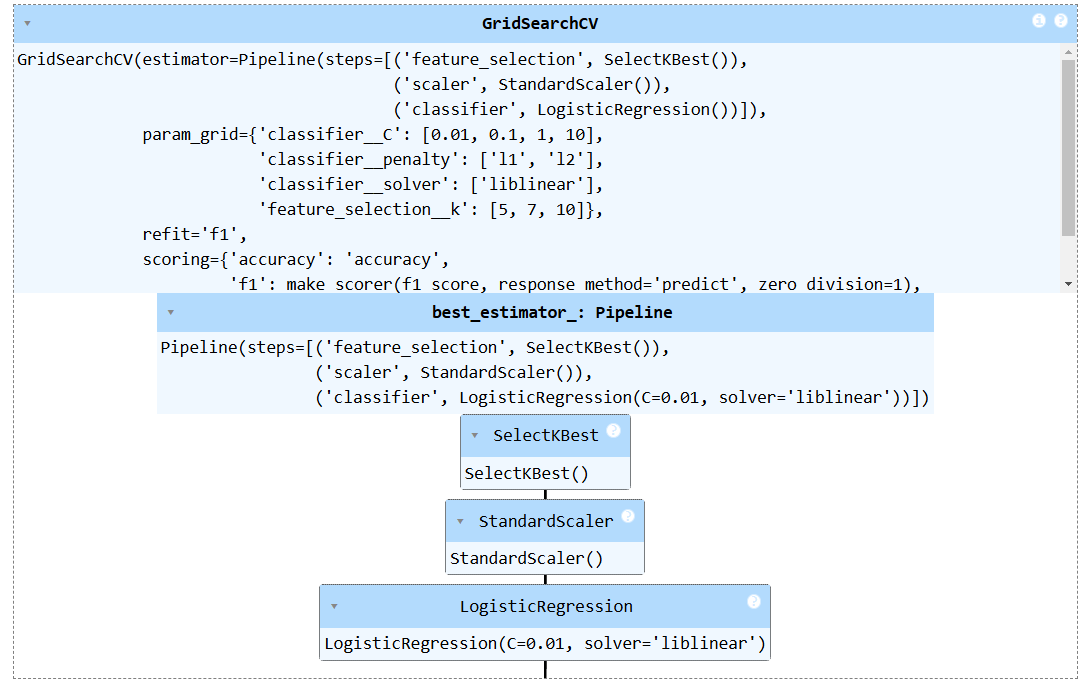 GridSearchCV
GridSearchCV(estimator=Pipeline(steps=[('feature_selection', SelectKBest()),
('scaler', StandardScaler()),
('classifier', LogisticRegression())]),
param_grid={'classifier__C': [0.01, 0.1, 1, 10],
'classifier__penalty': ['l1', 'l2'],
'classifier__solver': ['liblinear'],
'feature_selection__k': [5, 7, 10]},
refit='f1',
scoring={'accuracy': 'accuracy',
'f1': make_scorer(f1_score, response_method='predict', zero_division=1),
best_estimator_: Pipeline
Pipeline(steps=[('feature_selection', SelectKBest()),
('scaler', StandardScaler()),
('classifier', LogisticRegression(C=0.01, solver='liblinear'))])
SelectKBest
SelectKBest()
StandardScaler
StandardScaler()
LogisticRegression
LogisticRegression(C=0.01, solver='liblinear')